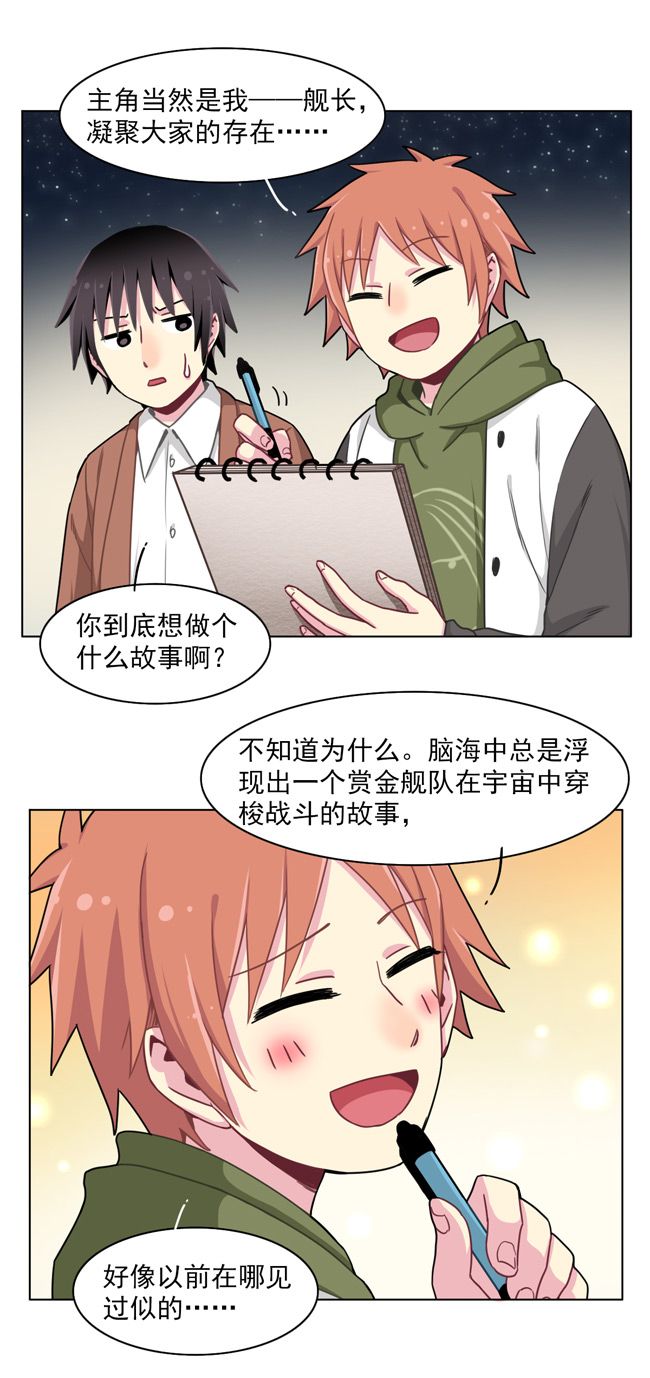 主角当然是我——舰长，
凝聚大家的存在······
你到底想做个
什么故事啊？
不知道为什么。脑海中总是浮
现出一个赏金舰队在宇宙中穿
梭战斗的故事，
好像以前在哪见
过似的······